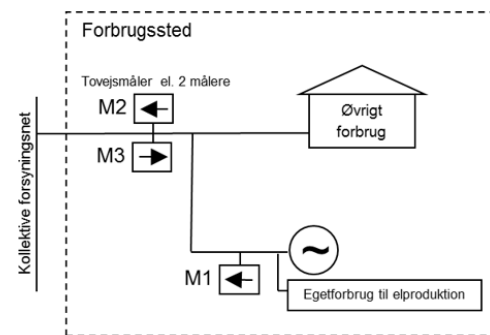 Forbrugssted
Tovejsmåler el. 2 målere
M2
M3
Øvrigt
forbrug
Kollektive forsyningsnet
~
M1
Egetforbrug til elproduktion